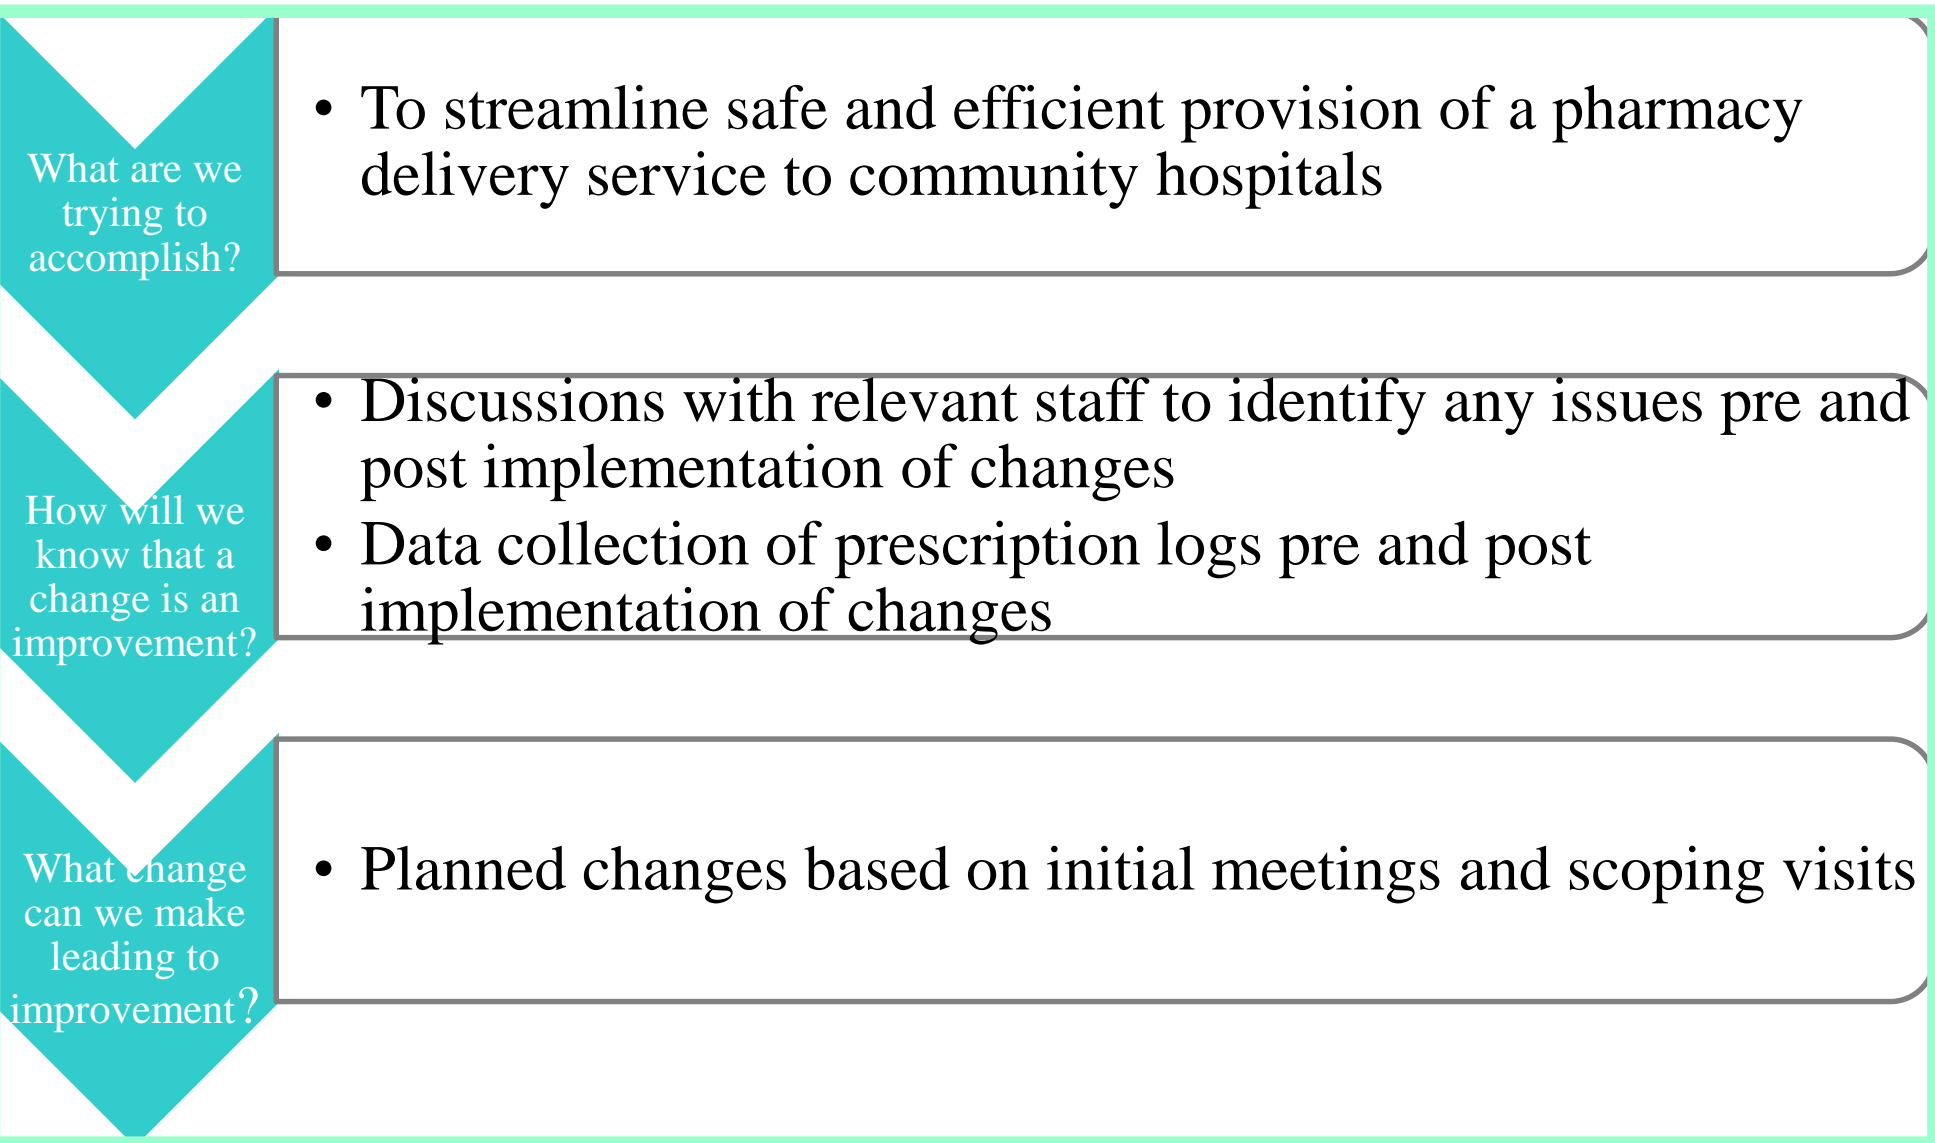 What are we
trying to
accomplish?
• To streamline safe and efficient provision of a pharmacy
delivery service to community hospitals
How will we
know that a
change is an
improvement?
• Discussions with relevant staff to identify any issues pre and
post implementation of changes
• Data collection of prescription logs pre and post
implementation of changes
What change
can we make
leading to
improvement?
• Planned changes based on initial meetings and scoping visits